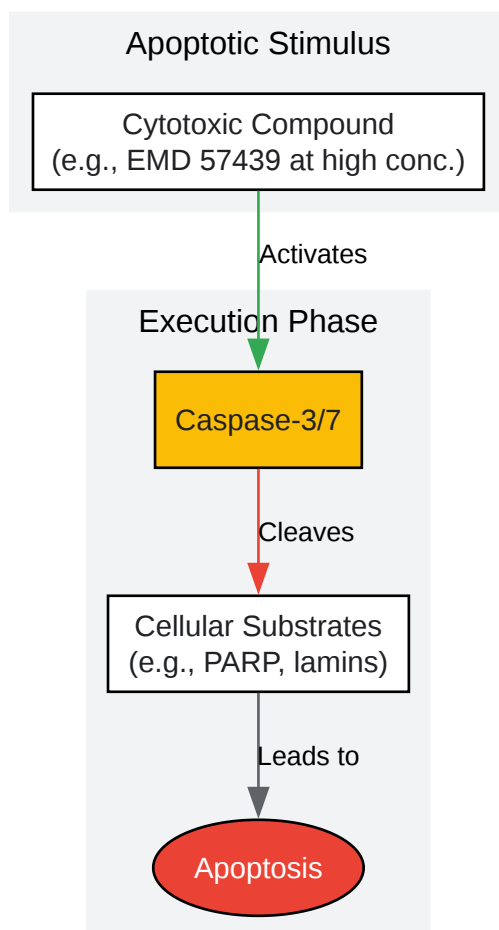 Apoptotic Stimulus
Cytotoxic Compound
(e.g., EMD 57439 at high conc.)
Activates
Execution Phase
Caspase-3/7
Cleaves
Cellular Substrates
(e.g., PARP, lamins)
Leads to
Apoptosis